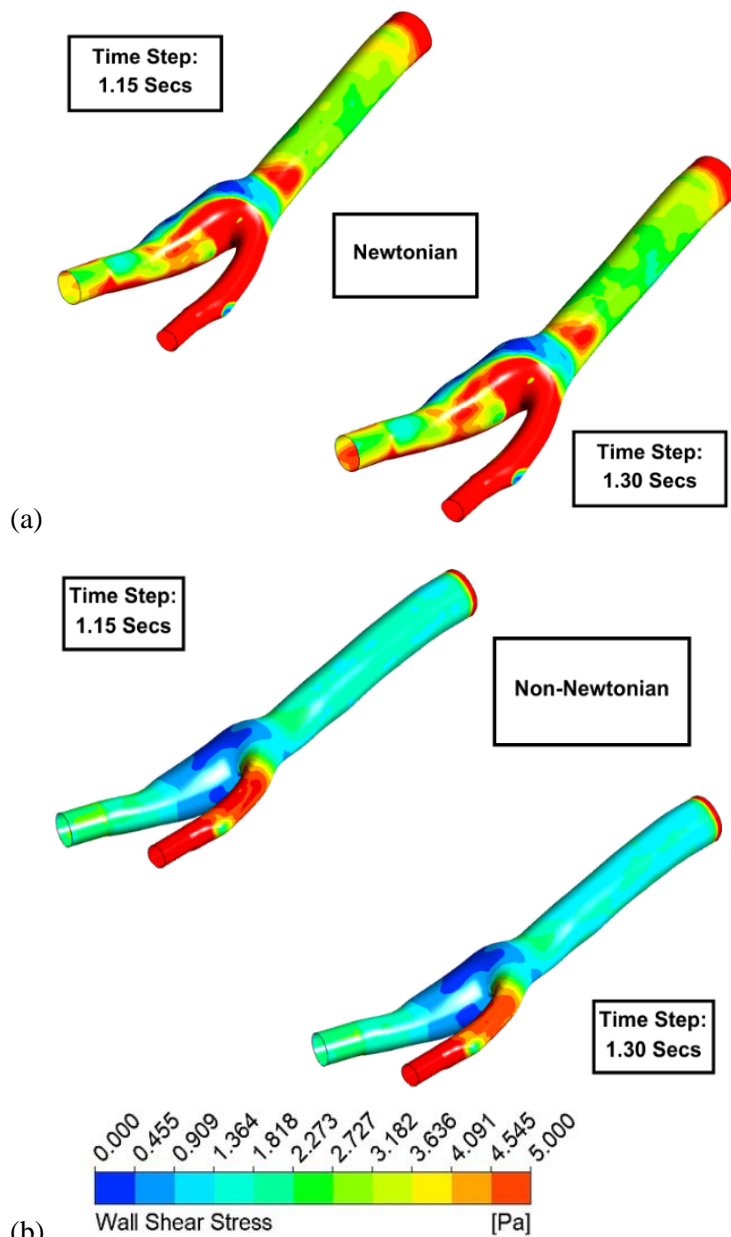 Time Step:
1.15 Secs
Newtonian
Time Step:
1.30 Secs
(a)
Time Step:
1.15 Secs
Non-Newtonian
Time Step:
1.30 Secs
0.000 0.455 0.909 1.364 1.818 2.273 2.727 3.182 3.636 4.091 4.545 5.000
Wall Shear Stress [Pa]
(b)